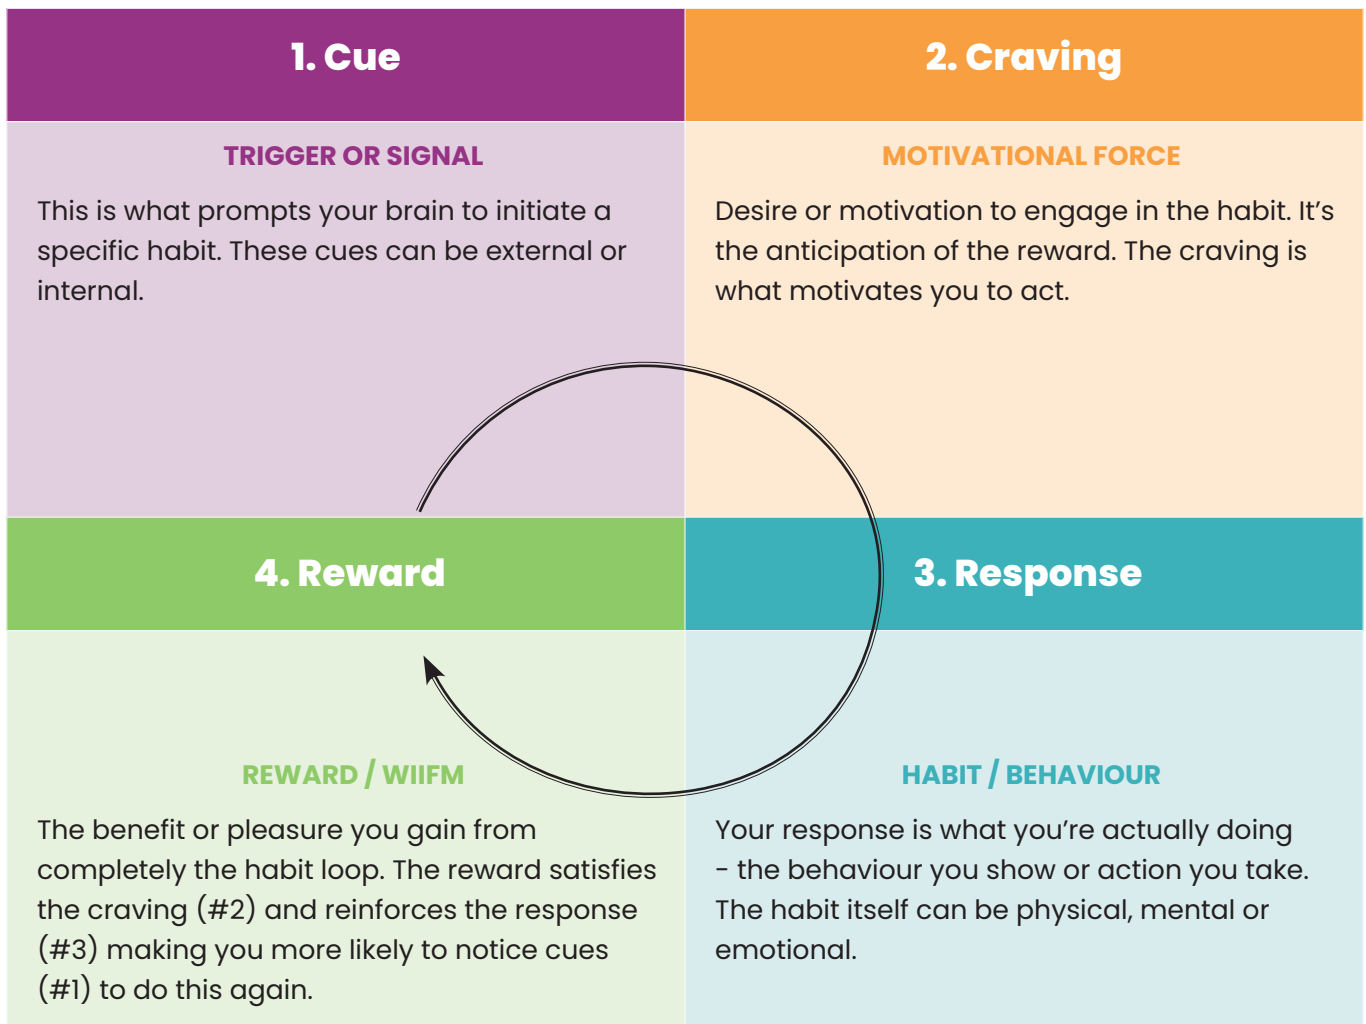 1. Cue
TRIGGER OR SIGNAL
This is what prompts your brain to initiate a
specific habit. These cues can be external or
internal.
2. Craving
MOTIVATIONAL FORCE
Desire or motivation to engage in the habit. It’s
the anticipation of the reward. The craving is
what motivates you to act.
3. Response
HABIT / BEHAVIOUR
Your response is what you’re actually doing
- the behaviour you show or action you take.
The habit itself can be physical, mental or
emotional.
4. Reward
REWARD / WIIFM
The benefit or pleasure you gain from
completely the habit loop. The reward satisfies
the craving (#2) and reinforces the response
(#3) making you more likely to notice cues
(#1) to do this again.